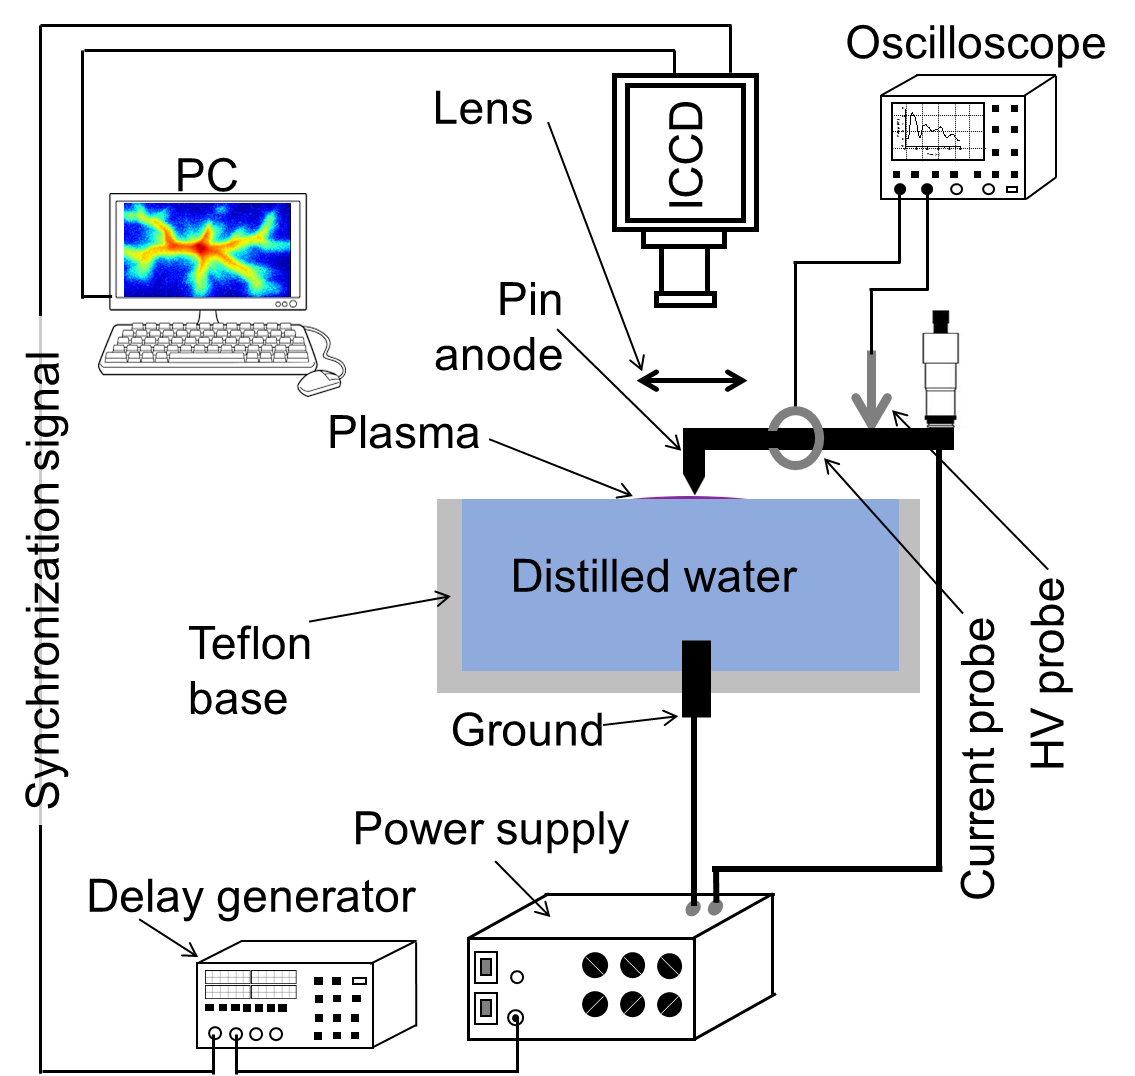 Oscilloscope
Lens
ICCD
PC
Pin
anode
Plasma
Synchronization signal
Distilled water
Teflon
base
Ground
Current probe
HV probe
Power supply
Delay generator